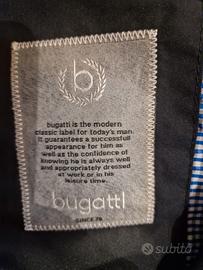 b
bugatti is the modern
classic label for today's man.
It guarantees a successfull
appearance for him as
well as the confidence of
knowing he is always well
and appropriately dressed
at work or in his
leisure time.
bugatti
SINCE 78
subito